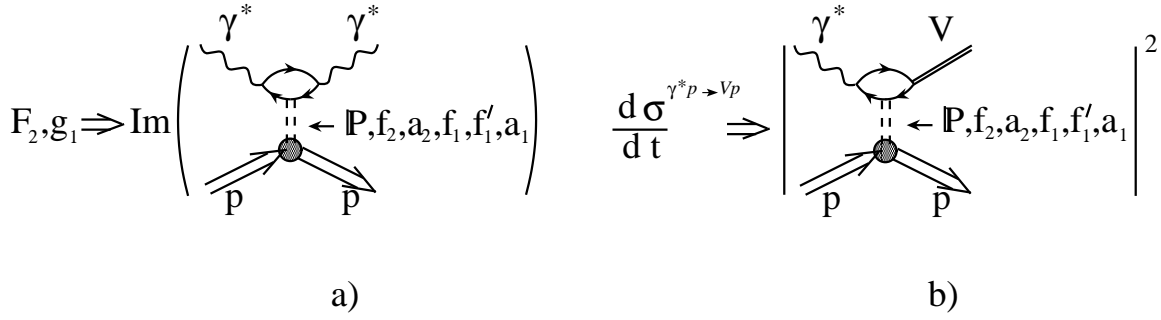 γ* γ*
F₂,g₁ ⇒ Im ( ← ℙ,f₂,a₂,f₁,f₁′,a₁ )
p p
a)
γ* V
dσ^{γ*p→Vp}
dt
⇒ | ← ℙ,f₂,a₂,f₁,f₁′,a₁ |²
p p
b)